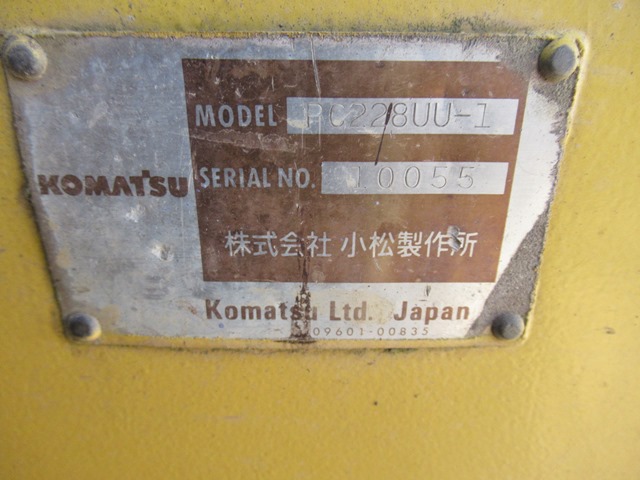 MODEL PC228UU-1
KOMATSU
SERIAL NO. 10055
株式会社 小松製作所
Komatsu Ltd. Japan
09601-00835